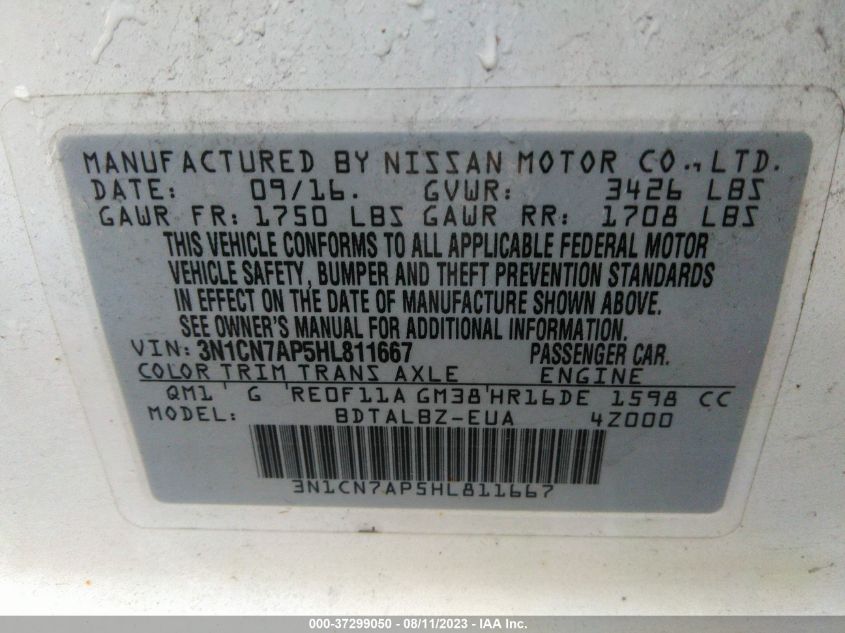 MANUFACTURED BY NISSAN MOTOR CO., LTD.
DATE: 09/16. GVWR: 3426 LBS
GAWR FR: 1750 LBS GAWR RR: 1708 LBS
THIS VEHICLE CONFORMS TO ALL APPLICABLE FEDERAL MOTOR
VEHICLE SAFETY, BUMPER AND THEFT PREVENTION STANDARDS
IN EFFECT ON THE DATE OF MANUFACTURE SHOWN ABOVE.
SEE OWNER'S MANUAL FOR ADDITIONAL INFORMATION.
VIN: 3N1CN7AP5HL811667 PASSENGER CAR.
COLOR TRIM TRANS AXLE ENGINE
QM1 G RE0F11A GM38 HR16DE 1598 CC
MODEL: BDTALBZ-EUA 4Z000
3N1CN7AP5HL811667
000-37299050 - 08/11/2023 - IAA Inc.